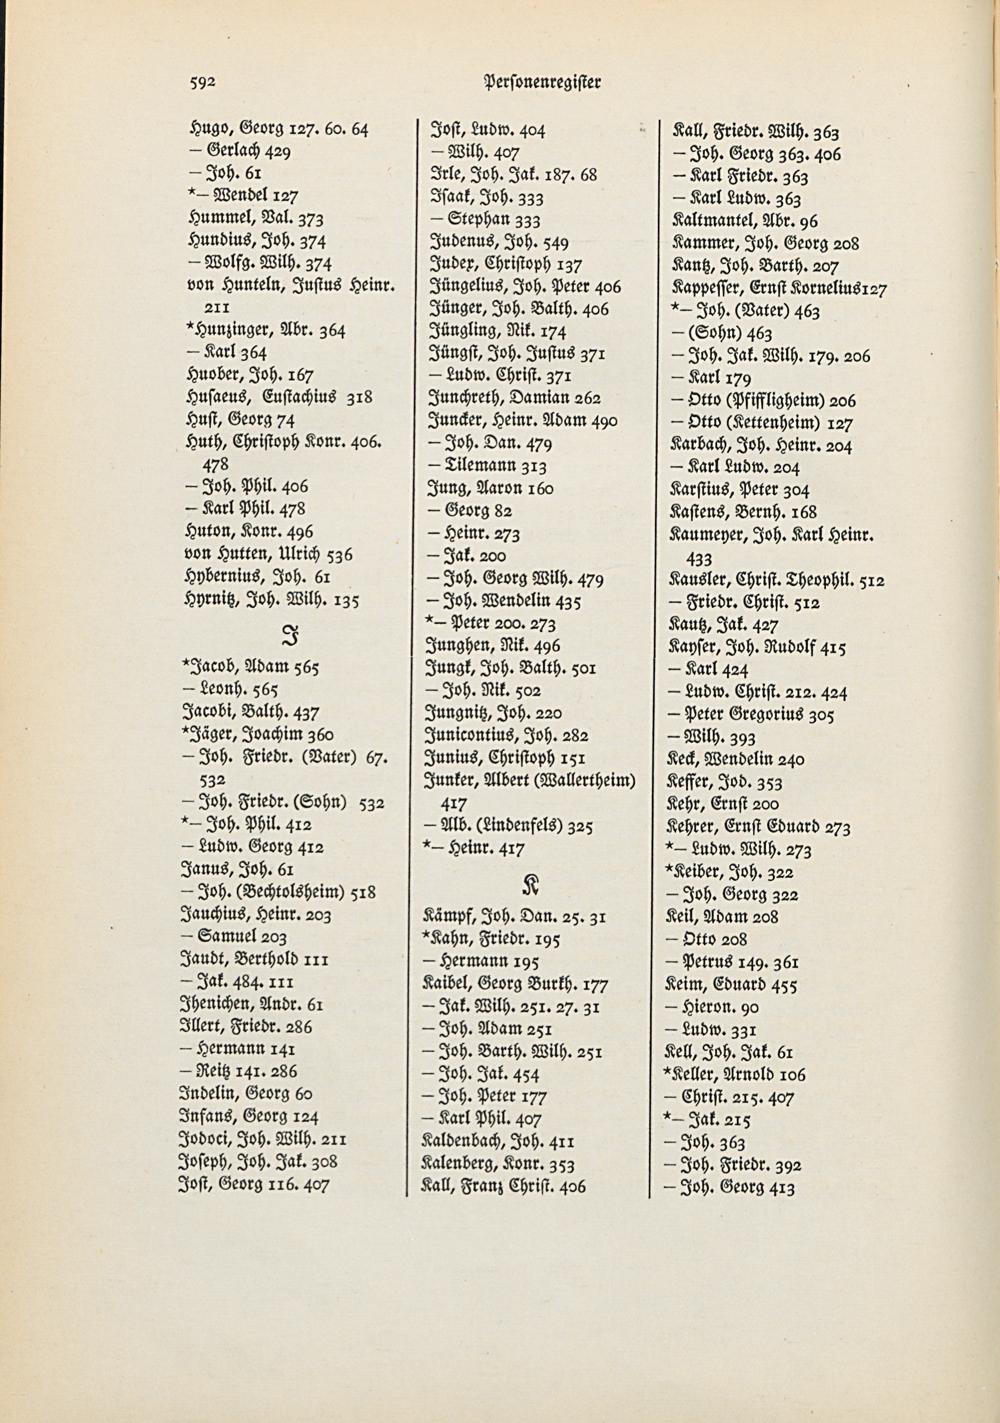 592
Personenregister
Hugo, Georg 127. 60. 64
— Gerlach 429
— Joh. 61
*— Wendel 127
Hummel, Val. 373
Hundius, Joh. 374
— Wolfg. Wilh. 374
von Hunteln, Justus Heinr.
211
*Hunzinger, Abr. 364
— Karl 364
Huober, Joh. 167
Husaeus, Eustachius 318
Hust, Georg 74
Huth, Christoph Konr. 406.
478
— Joh. Phil. 406
— Karl Phil. 478
Huton, Konr. 496
von Hutten, Ulrich 536
Hybernius, Joh. 61
Hyrnitz, Joh. Wilh. 135
J
*Jacob, Adam 565
— Leonh. 565
Jacobi, Balth. 437
*Jäger, Joachim 360
— Joh. Friedr. (Vater) 67.
532
— Joh. Friedr. (Sohn) 532
*— Joh. Phil. 412
— Ludw. Georg 412
Janus, Joh. 61
— Joh. (Bechtolsheim) 518
Jauchius, Heinr. 203
— Samuel 203
Jaudt, Berthold 111
— Jak. 484. 111
Jhenichen, Andr. 61
Illert, Friedr. 286
— Hermann 141
— Reitz 141. 286
Indelin, Georg 60
Infans, Georg 124
Jodoci, Joh. Wilh. 211
Joseph, Joh. Jak. 308
Jost, Georg 116. 407
Jost, Ludw. 404
— Wilh. 407
Irle, Joh. Jak. 187. 68
Isaak, Joh. 333
— Stephan 333
Judenus, Joh. 549
Judex, Christoph 137
Jüngelius, Joh. Peter 406
Jünger, Joh. Balth. 406
Jüngling, Nik. 174
Jüngst, Joh. Justus 371
— Ludw. Christ. 371
Junchreth, Damian 262
Juncker, Heinr. Adam 490
— Joh. Dan. 479
— Tilemann 313
Jung, Aaron 160
— Georg 82
— Heinr. 273
— Jak. 200
— Joh. Georg Wilh. 479
— Joh. Wendelin 435
*— Peter 200. 273
Junghen, Nik. 496
Jungk, Joh. Balth. 501
— Joh. Nik. 502
Jungnitz, Joh. 220
Junicontius, Joh. 282
Junius, Christoph 151
Junker, Albert (Wallertheim)
417
— Alb. (Lindenfels) 325
*— Heinr. 417
K
Kämpf, Joh. Dan. 25. 31
*Kahn, Friedr. 195
— Hermann 195
Kaibel, Georg Burkh. 177
— Jak. Wilh. 251. 27. 31
— Joh. Adam 251
— Joh. Barth. Wilh. 251
— Joh. Jak. 454
— Joh. Peter 177
— Karl Phil. 407
Kaldenbach, Joh. 411
Kalenberg, Konr. 353
Kall, Franz Christ. 406
Kall, Friedr. Wilh. 363
— Joh. Georg 363. 406
— Karl Friedr. 363
— Karl Ludw. 363
Kaltmantel, Abr. 96
Kammer, Joh. Georg 208
Kantz, Joh. Barth. 207
Kappesser, Ernst Kornelius 127
*— Joh. (Vater) 463
— (Sohn) 463
— Joh. Jak. Wilh. 179. 206
— Karl 179
— Otto (Pfiffligheim) 206
— Otto (Kettenheim) 127
Karbach, Joh. Heinr. 204
— Karl Ludw. 204
Karstius, Peter 304
Kastens, Bernh. 168
Kaumeyer, Joh. Karl Heinr.
433
Kausler, Christ. Theophil. 512
— Friedr. Christ. 512
Kautz, Jak. 427
Kayser, Joh. Rudolf 415
— Karl 424
— Ludw. Christ. 212. 424
— Peter Gregorius 305
— Wilh. 393
Keck, Wendelin 240
Keffer, Jod. 353
Kehr, Ernst 200
Kehrer, Ernst Eduard 273
*— Ludw. Wilh. 273
*Keiber, Joh. 322
— Joh. Georg 322
Keil, Adam 208
— Otto 208
— Petrus 149. 361
Keim, Eduard 455
— Hieron. 90
— Ludw. 331
Kell, Joh. Jak. 61
*Keller, Arnold 106
— Christ. 215. 407
*— Jak. 215
— Joh. 363
— Joh. Friedr. 392
— Joh. Georg 413